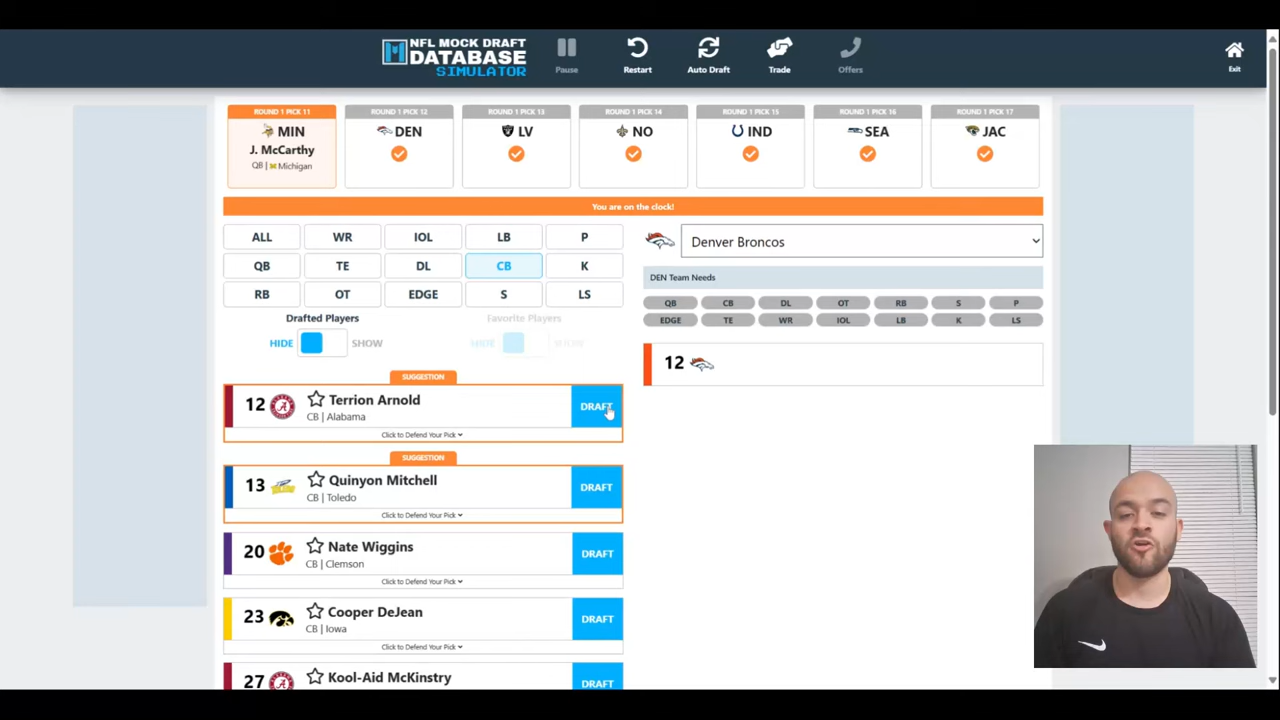 NFL MOCK DRAFT
DATABASE
SIMULATOR
Pause
Restart
Auto Draft
Trade
Offers
Exit
ROUND 1 PICK 11
MIN
J. McCarthy
QB | Michigan
ROUND 1 PICK 12
DEN
ROUND 1 PICK 13
LV
ROUND 1 PICK 14
NO
ROUND 1 PICK 15
IND
ROUND 1 PICK 16
SEA
ROUND 1 PICK 17
JAC
You are on the clock!
ALL WR IOL LB P
QB TE DL CB K
RB OT EDGE S LS
Drafted Players
HIDE SHOW
Favorite Players
HIDE
SUGGESTION
12 Terrion Arnold
CB | Alabama
DRAFT
Click to Defend Your Pick
SUGGESTION
13 Quinyon Mitchell
CB | Toledo
DRAFT
Click to Defend Your Pick
20 Nate Wiggins
CB | Clemson
DRAFT
Click to Defend Your Pick
23 Cooper DeJean
CB | Iowa
DRAFT
Click to Defend Your Pick
27 Kool-Aid McKinstry
DRAFT
Denver Broncos
DEN Team Needs
QB CB DL OT RB S P
EDGE TE WR IOL LB K LS
12